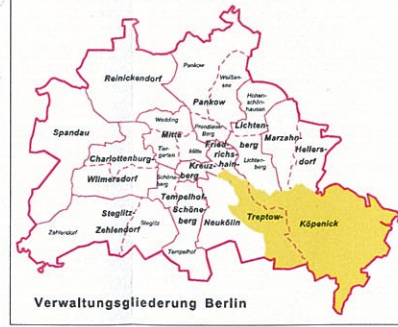 Pankow
Reinickendorf
Weißen-
see
Pankow
Hohen-
schön-
hausen
Wedding
Prenzlauer
Berg
Spandau
Mitte
Lichten-
berg
Marzahn-
Hellers-
dorf
Tier-
garten
Mitte
Fried-
richs-
hain-
Charlottenburg-
Kreuz-
berg
Lichten-
berg
Wilmersdorf
Schöne-
berg
Tempelhof-
Schöne-
berg
Steglitz-
Zehlendorf
Steglitz
Neukölln
Treptow-
Köpenick
Zehlendorf
Tempelhof
Verwaltungsgliederung Berlin